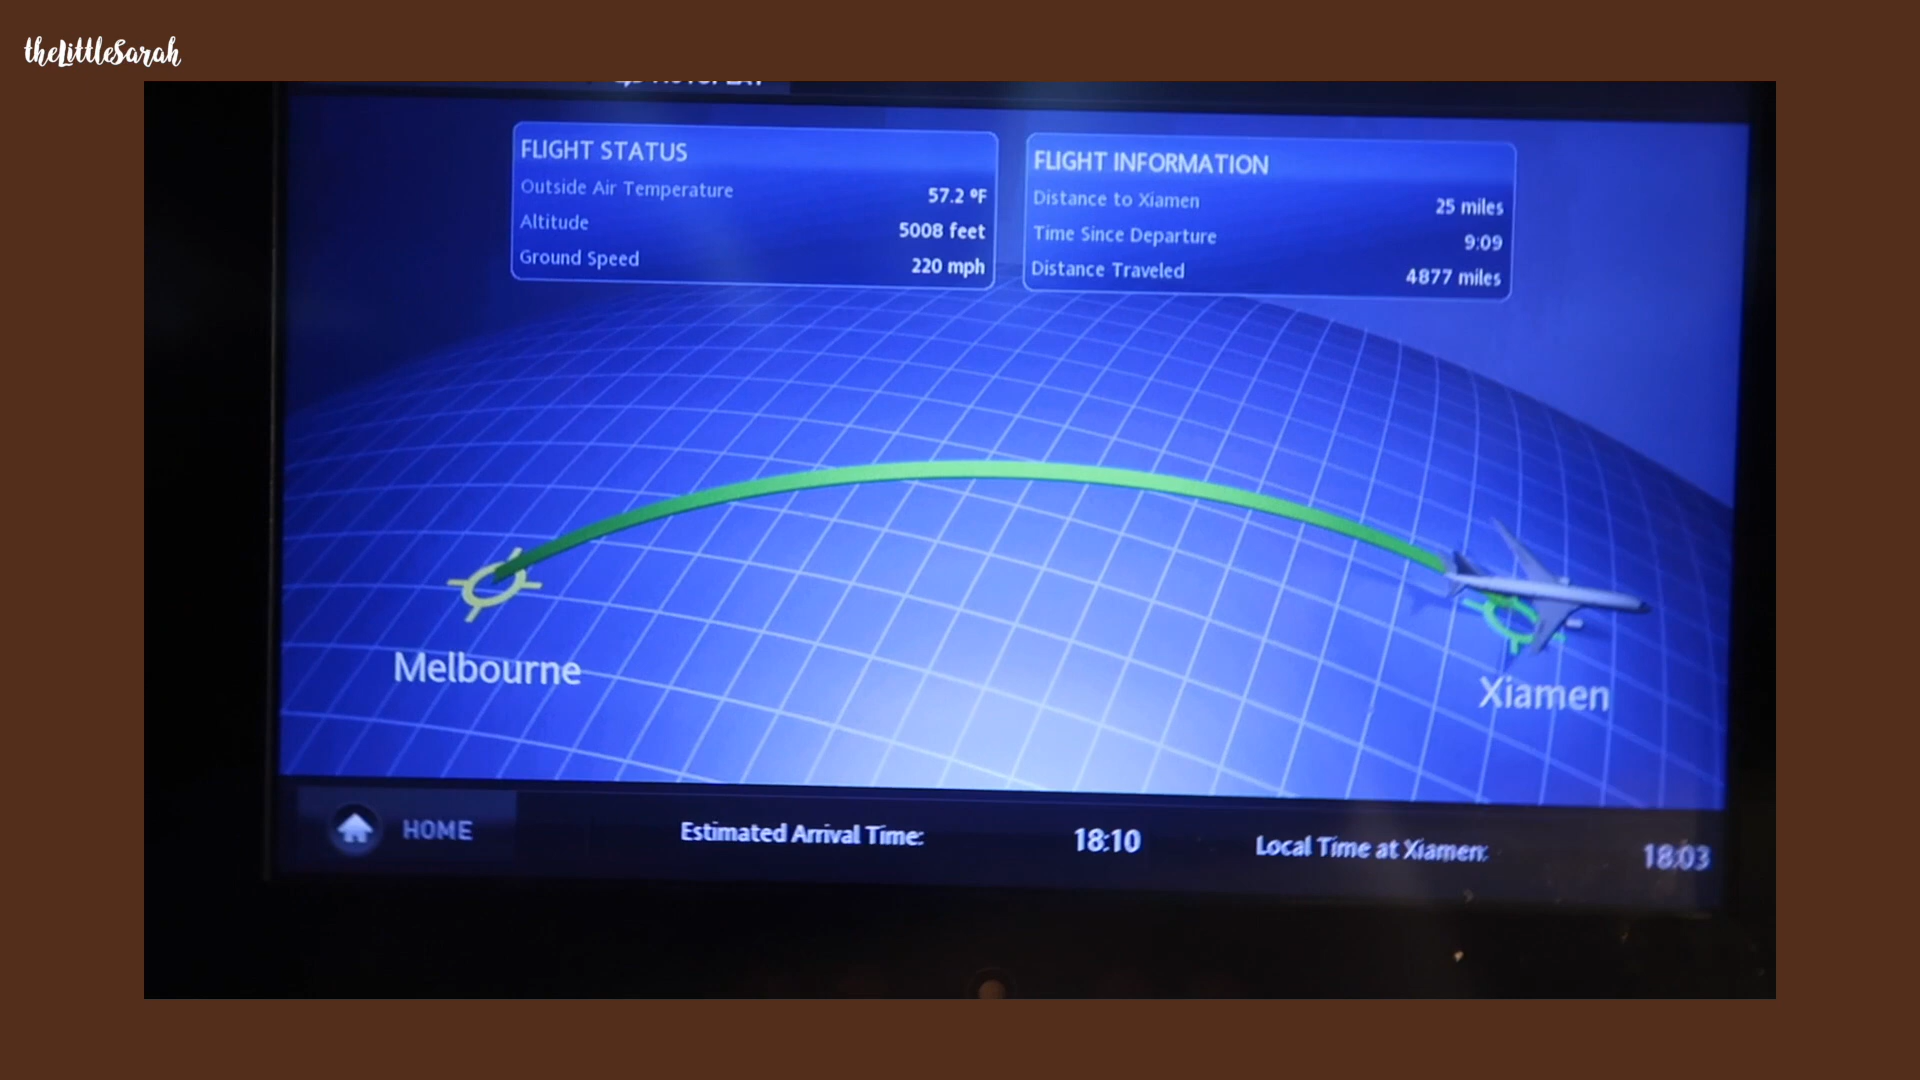 theLittleSarah
FLIGHT STATUS
Outside Air Temperature 57.2 ºF
Altitude 5008 feet
Ground Speed 220 mph
FLIGHT INFORMATION
Distance to Xiamen 25 miles
Time Since Departure 9:09
Distance Traveled 4877 miles
Melbourne
Xiamen
HOME
Estimated Arrival Time: 18:10
Local Time at Xiamen: 18:03